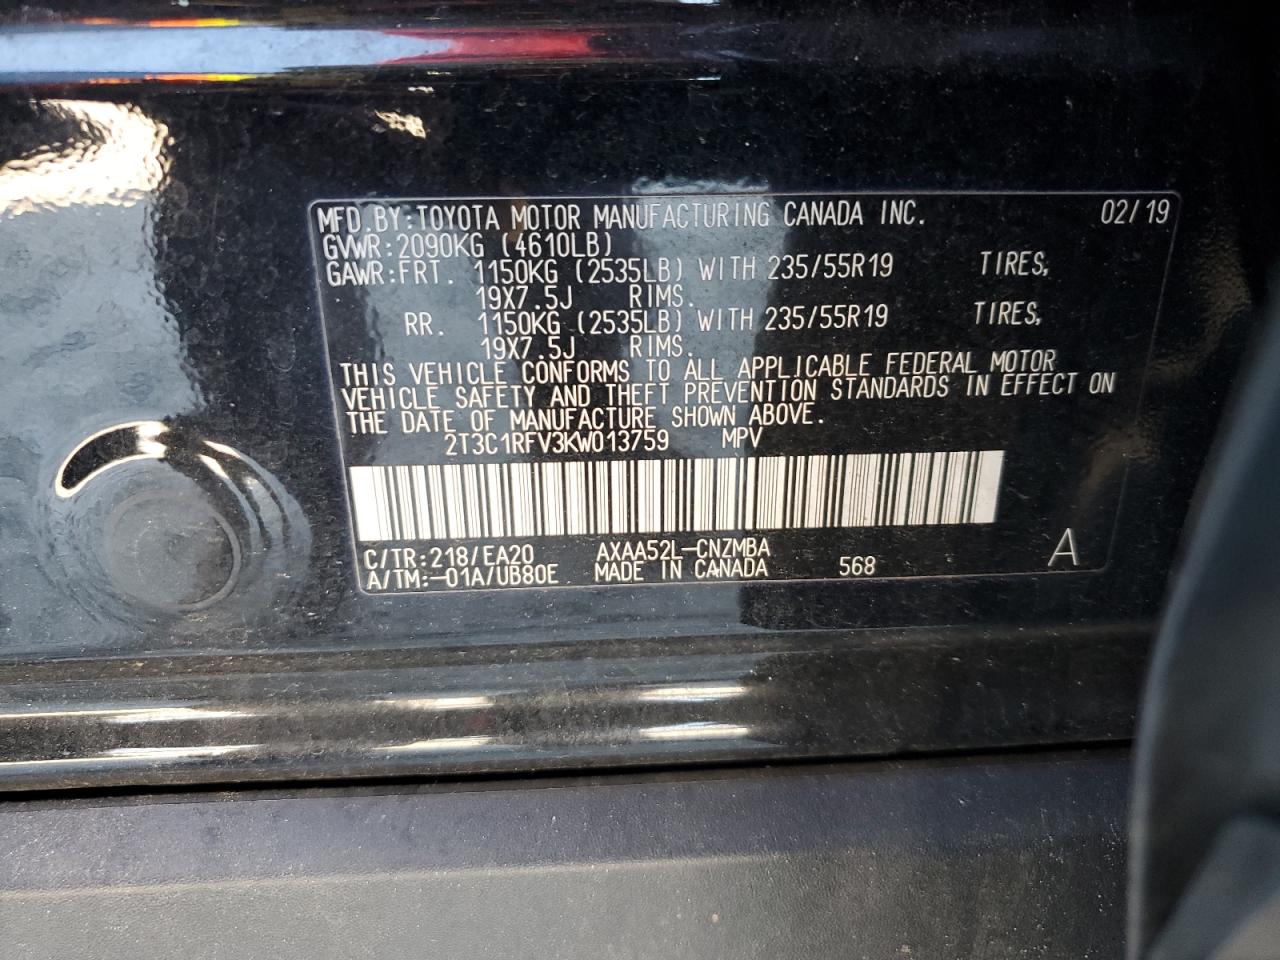 MFD.BY:TOYOTA MOTOR MANUFACTURING CANADA INC. 02/19
GVWR:2090KG (4610LB)
GAWR:FRT. 1150KG (2535LB) WITH 235/55R19 TIRES,
19X7.5J RIMS.
RR. 1150KG (2535LB) WITH 235/55R19 TIRES,
19X7.5J RIMS.
THIS VEHICLE CONFORMS TO ALL APPLICABLE FEDERAL MOTOR
VEHICLE SAFETY AND THEFT PREVENTION STANDARDS IN EFFECT ON
THE DATE OF MANUFACTURE SHOWN ABOVE.
2T3C1RFV3KW013759 MPV
C/TR:218/EA20 AXAA52L-CNZMBA A
A/TM:-01A/UB80E MADE IN CANADA 568